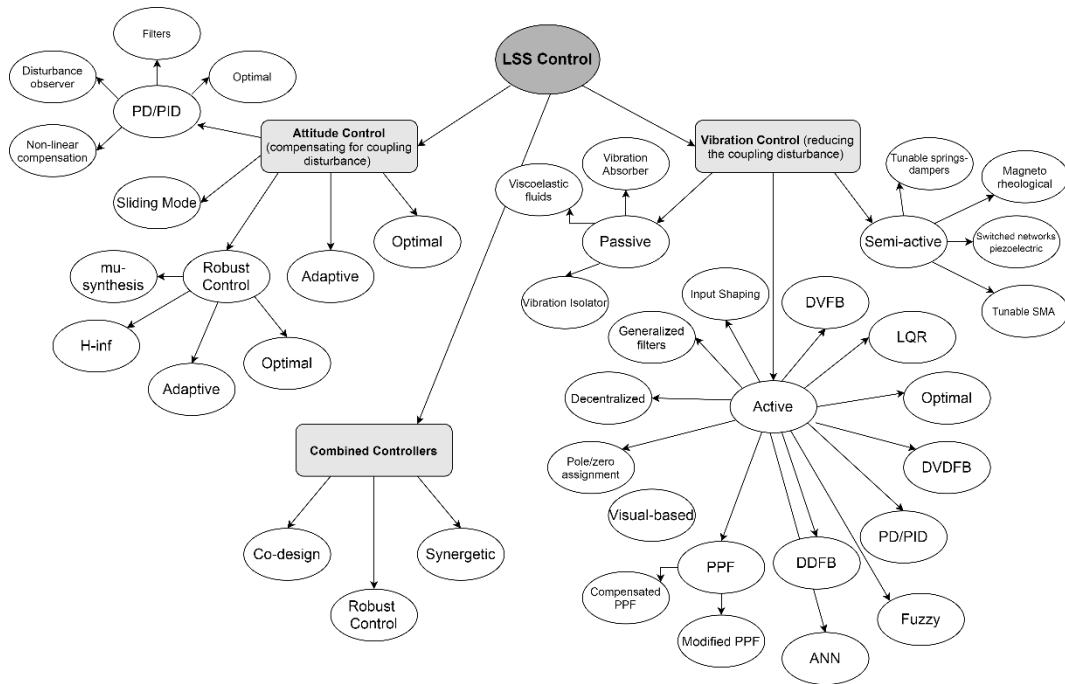 LSS Control
Attitude Control
(compensating for coupling
disturbance)
PD/PID
Filters
Disturbance
observer
Optimal
Non-linear
compensation
Sliding Mode
Robust
Control
mu-
synthesis
H-inf
Adaptive
Optimal
Adaptive
Optimal
Combined Controllers
Co-design
Robust
Control
Synergetic
Vibration Control (reducing
the coupling disturbance)
Passive
Viscoelastic
fluids
Vibration
Absorber
Vibration Isolator
Semi-active
Tunable springs-
dampers
Magneto
rheological
Switched networks
piezoelectric
Tunable SMA
Active
Input Shaping
DVFB
Generalized
filters
LQR
Decentralized
Optimal
Pole/zero
assignment
DVDFB
Visual-based
PD/PID
PPF
DDFB
Fuzzy
Compensated
PPF
Modified PPF
ANN